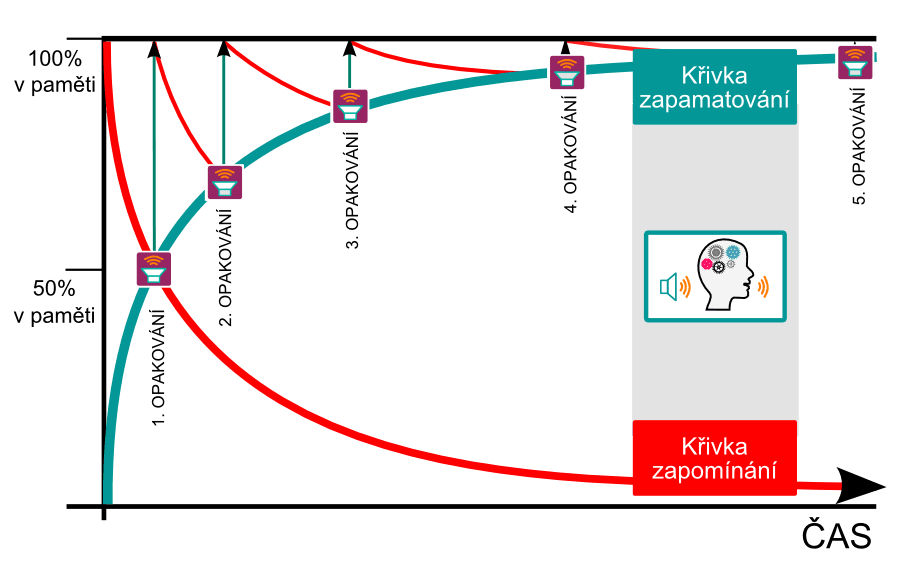 100%
v paměti
50%
v paměti
1. OPAKOVÁNÍ
2. OPAKOVÁNÍ
3. OPAKOVÁNÍ
4. OPAKOVÁNÍ
5. OPAKOVÁNÍ
Křivka
zapamatování
Křivka
zapomínání
ČAS